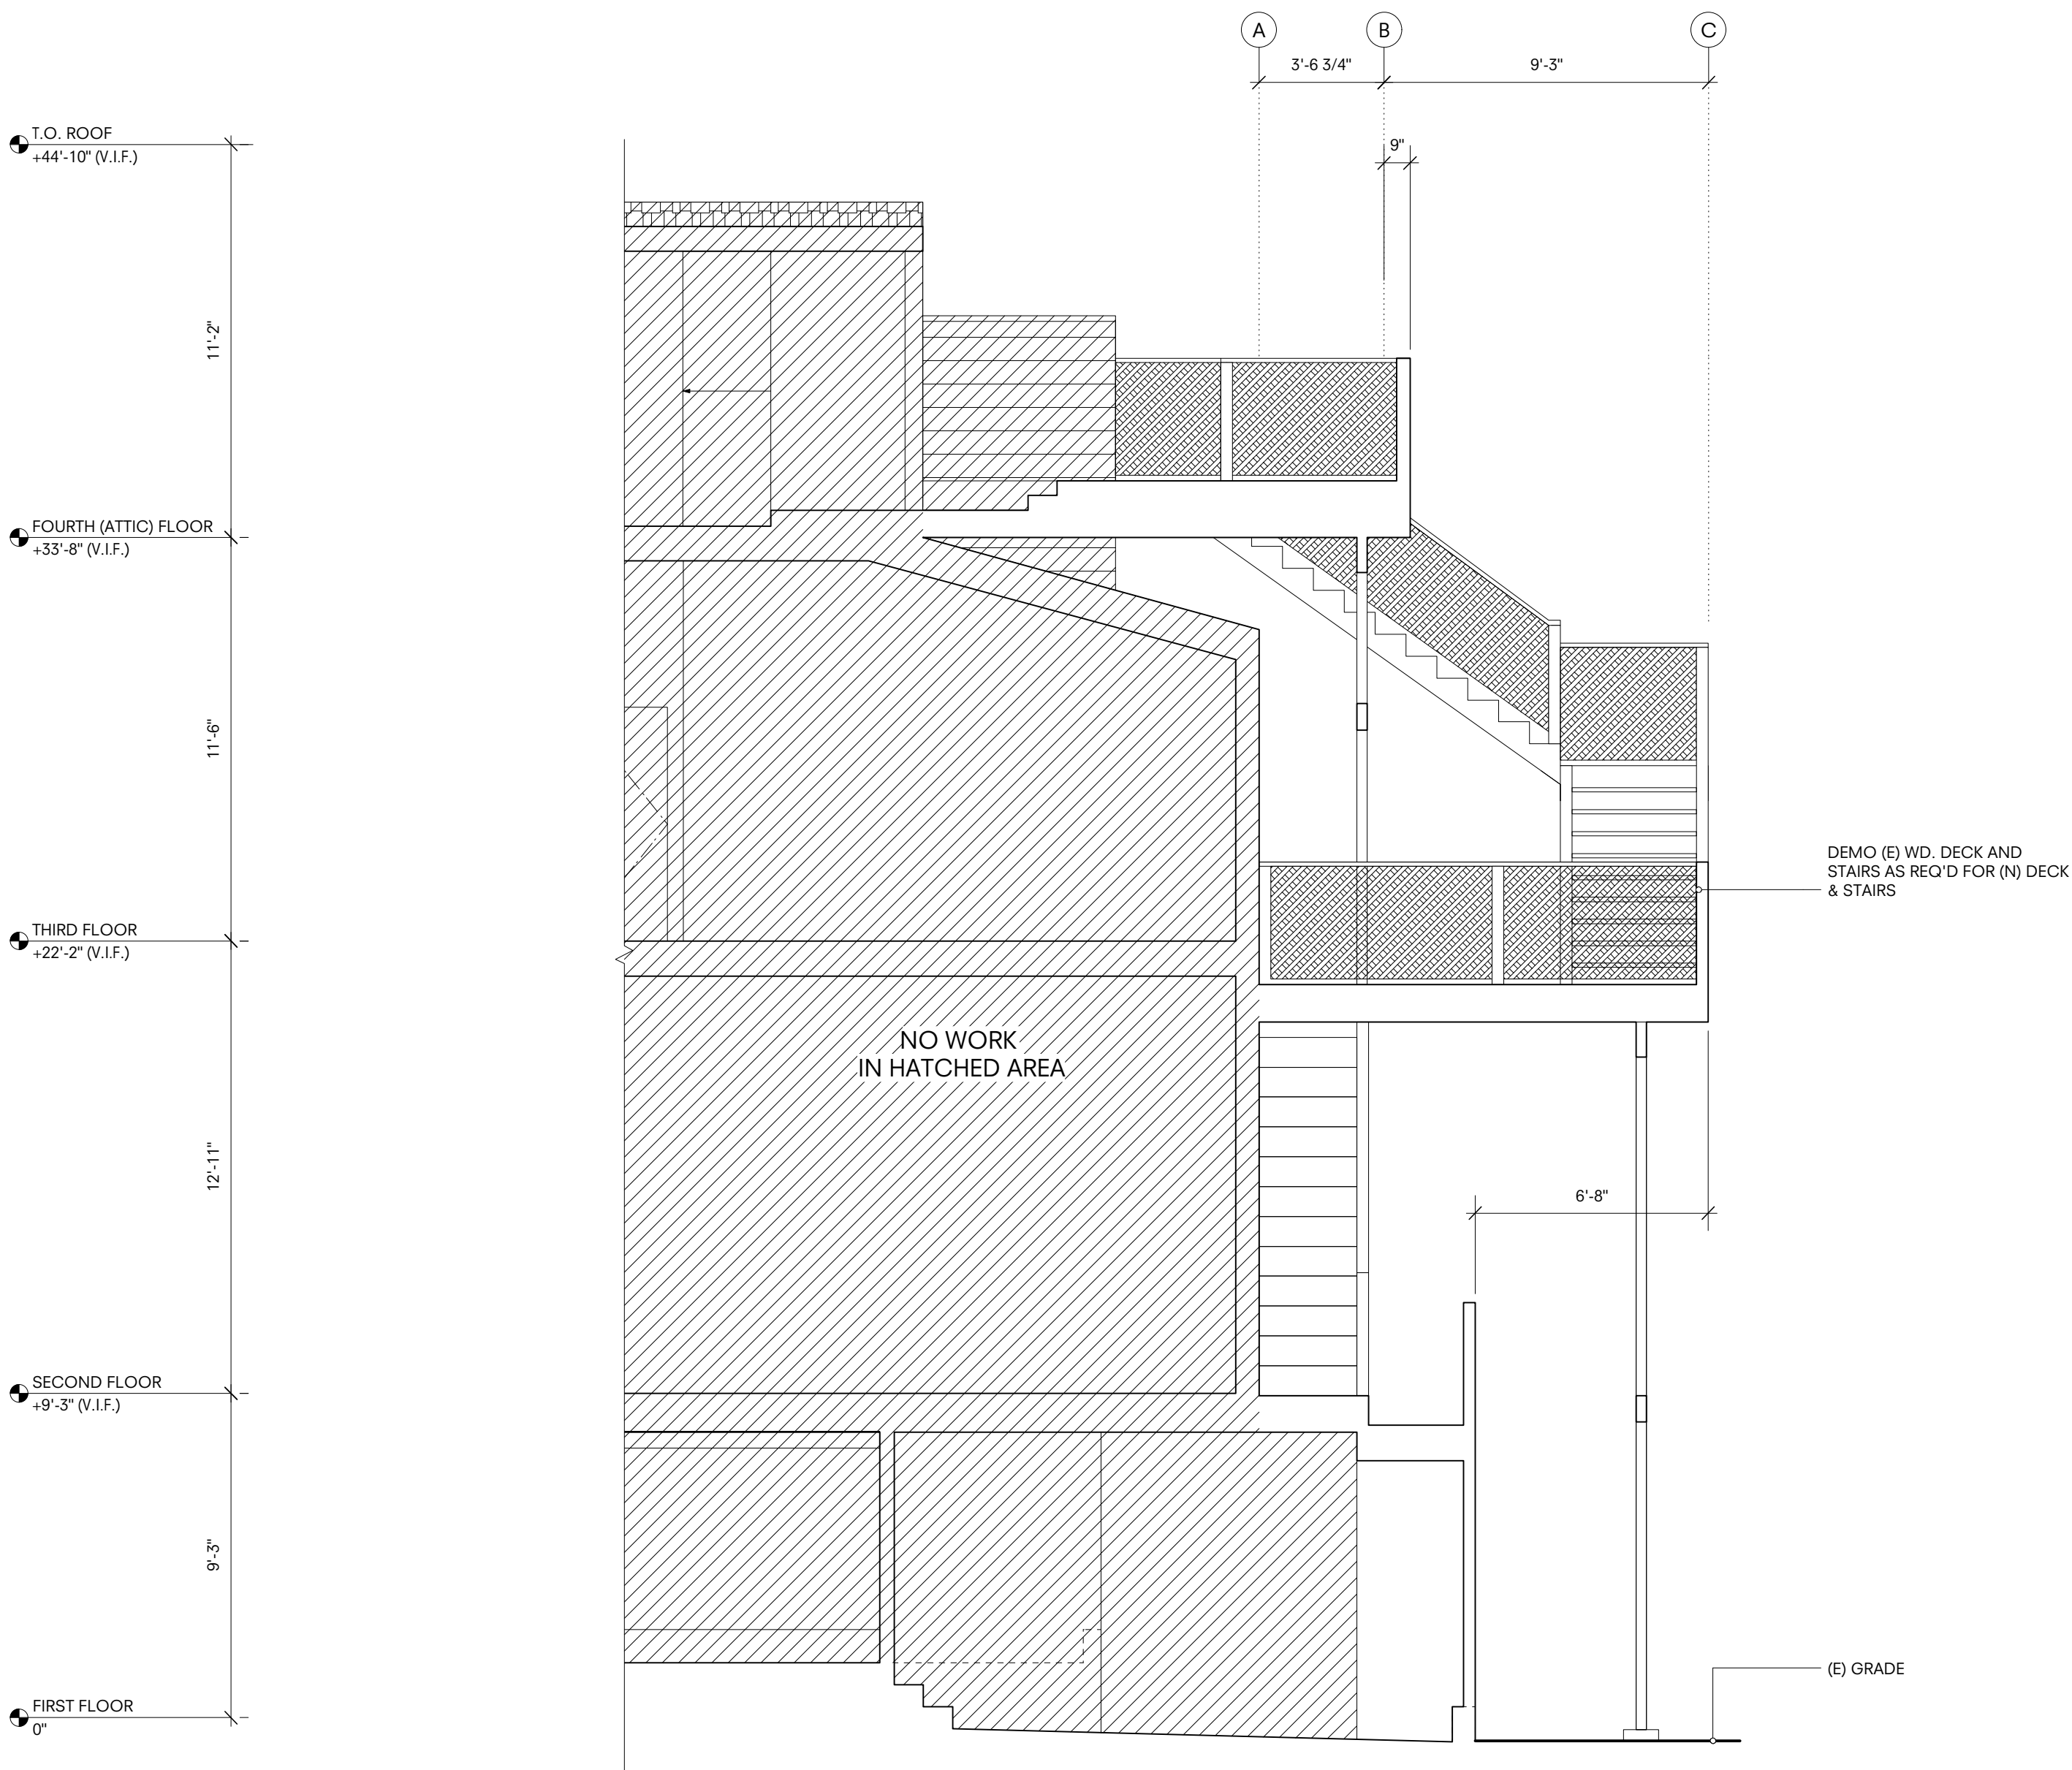 A
B
C
3'-6 3/4"
9'-3"
9"
T.O. ROOF
+44'-10" (V.I.F.)
11'-2"
FOURTH (ATTIC) FLOOR
+33'-8" (V.I.F.)
11'-6"
DEMO (E) WD. DECK AND
STAIRS AS REQ'D FOR (N) DECK
& STAIRS
THIRD FLOOR
+22'-2" (V.I.F.)
NO WORK
IN HATCHED AREA
12'-11"
6'-8"
SECOND FLOOR
+9'-3" (V.I.F.)
9'-3"
(E) GRADE
FIRST FLOOR
0"